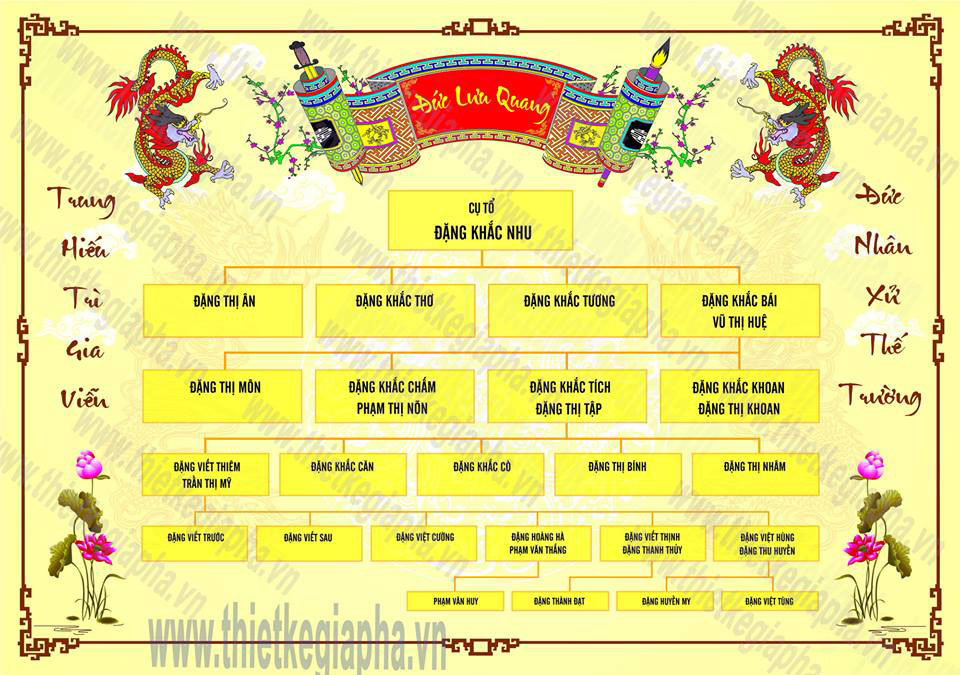 Đức Lưu Quang
Trung
Hiếu
Trì
Gia
Viễn
Đức
Nhân
Xử
Thế
Trường
CỤ TỔ
ĐẶNG KHẮC NHU
ĐẶNG THỊ ÂN
ĐẶNG KHẮC THƠ
ĐẶNG KHẮC TƯƠNG
ĐẶNG KHẮC BÁI
VŨ THỊ HUỆ
ĐẶNG THỊ MÔN
ĐẶNG KHẮC CHẤM
PHẠM THỊ NÕN
ĐẶNG KHẮC TÍCH
ĐẶNG THỊ TẬP
ĐẶNG KHẮC KHOAN
ĐẶNG THỊ KHOAN
ĐẶNG VIẾT THIÊM
TRẦN THỊ MỸ
ĐẶNG KHẮC CĂN
ĐẶNG KHẮC CÒ
ĐẶNG THỊ BÍNH
ĐẶNG THỊ NHÂM
ĐẶNG VIẾT TRƯỚC
ĐẶNG VIẾT SAU
ĐẶNG VIỆT CƯỜNG
ĐẶNG HOÀNG HÀ
PHẠM VĂN THẮNG
ĐẶNG VIẾT THỊNH
ĐẶNG THANH THỦY
ĐẶNG VIỆT HÙNG
ĐẶNG THU HUYỀN
PHẠM VĂN HUY
ĐẶNG THÀNH ĐẠT
ĐẶNG HUYỀN MY
ĐẶNG VIỆT TÙNG
www.thietkegiapha.vn